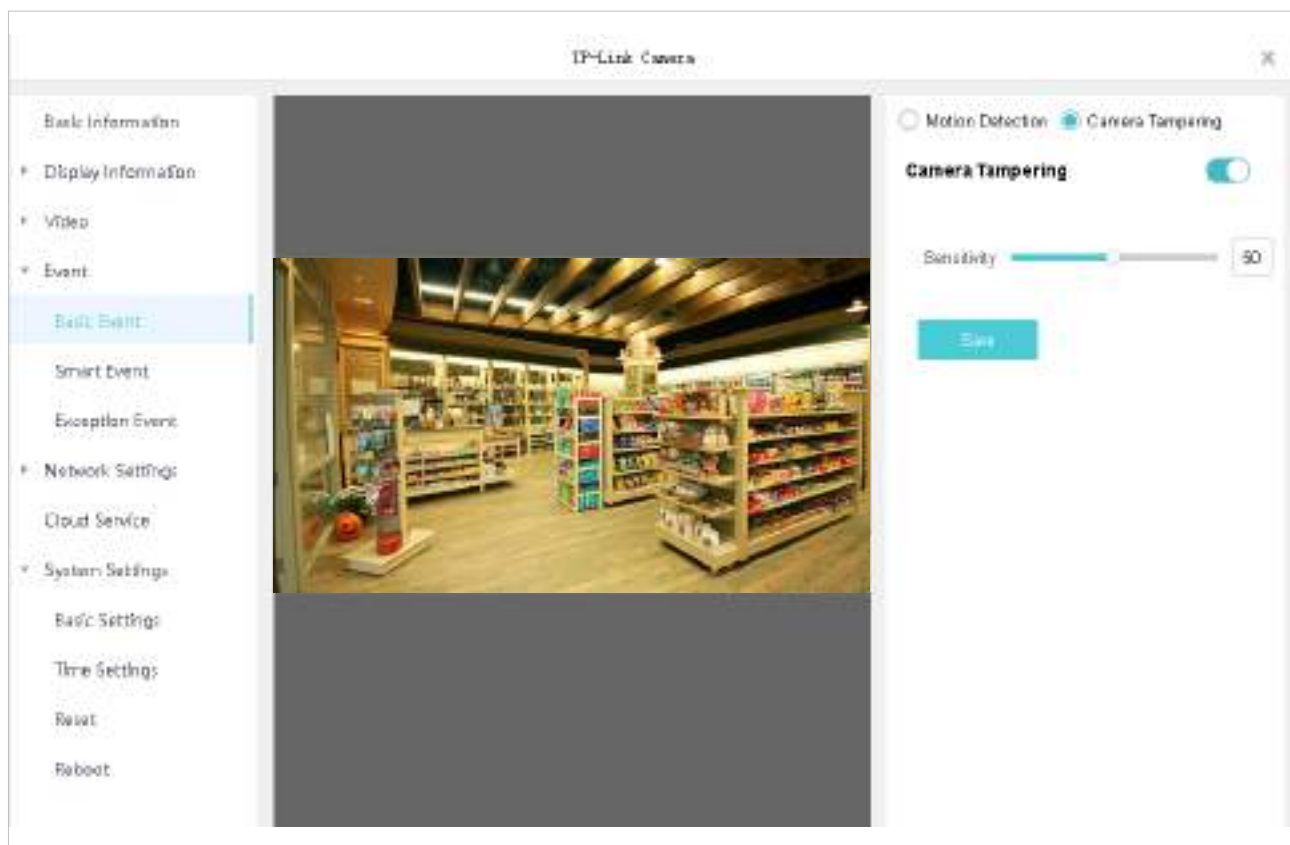 TP-Link Camera
Basic Information
Display Information
Video
Event
Basic Event
Smart Event
Exception Event
Network Settings
Cloud Service
System Settings
Basic Settings
Time Settings
Reset
Reboot
Motion Detection
Camera Tampering
Camera Tampering
Sensitivity
Save